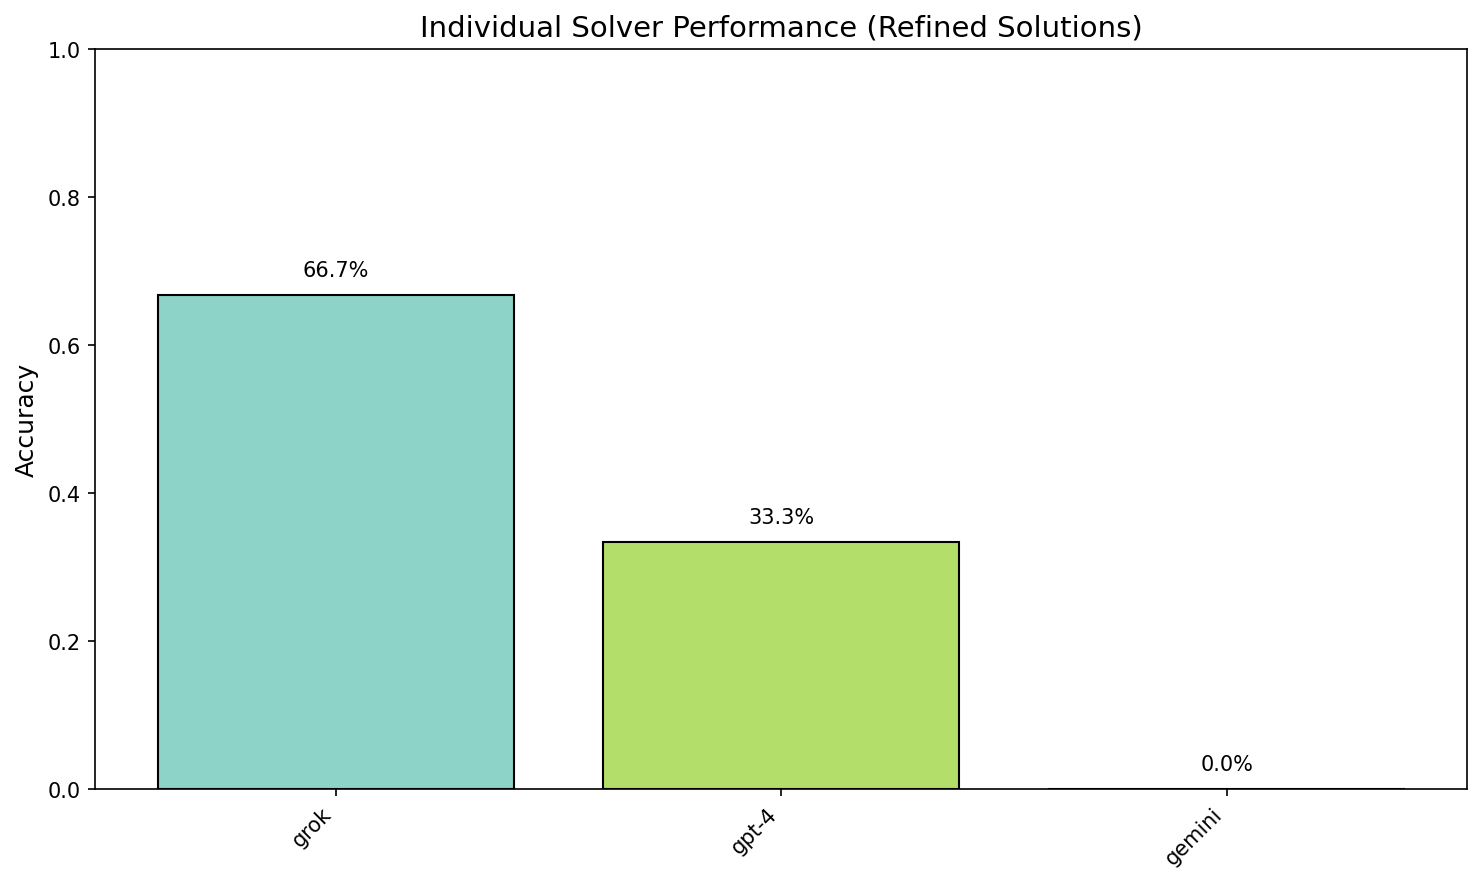 Individual Solver Performance (Refined Solutions)
1.0
0.8
0.6
0.4
0.2
0.0
Accuracy
66.7%
33.3%
0.0%
grok
gpt-4
gemini